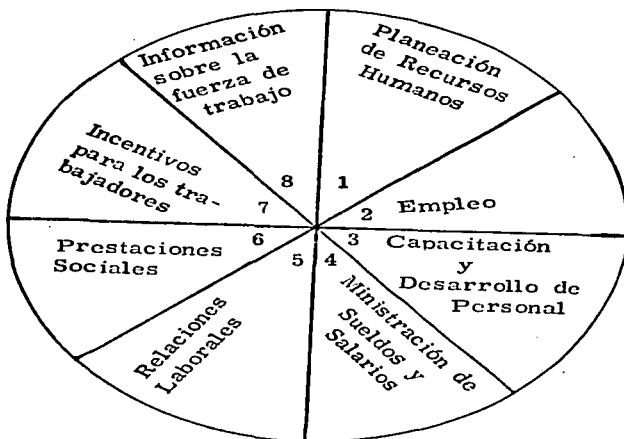 1
Planeación
de Recursos
Humanos
2
Empleo
3
Capacitación
y
Desarrollo de
Personal
4
Ministración de
Sueldos y
Salarios
5
Relaciones
Laborales
6
Prestaciones
Sociales
7
Incentivos
para los tra-
bajadores
8
Información
sobre la
fuerza de
trabajo